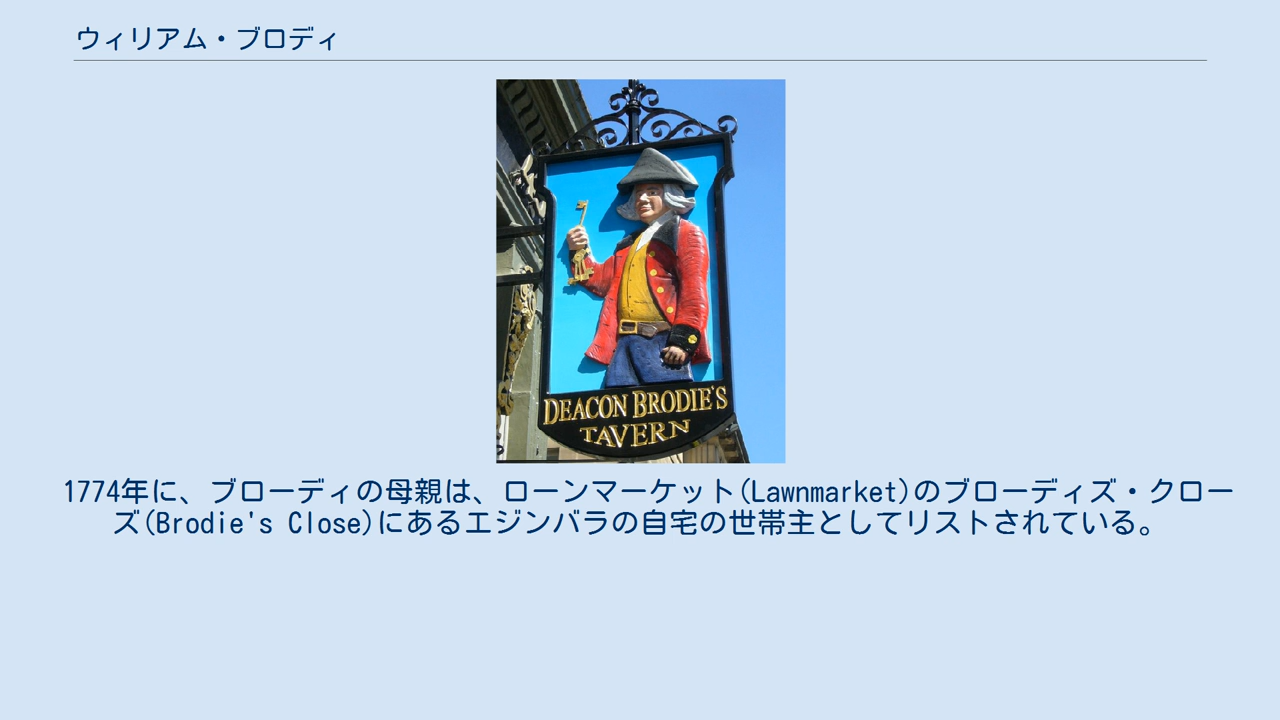 ウィリアム・ブロディ
DEACON BRODIE'S
TAVERN
1774年に、ブローディの母親は、ローンマーケット(Lawnmarket)のブローディズ・クロー
ズ(Brodie's Close)にあるエジンバラの自宅の世帯主としてリストされている。